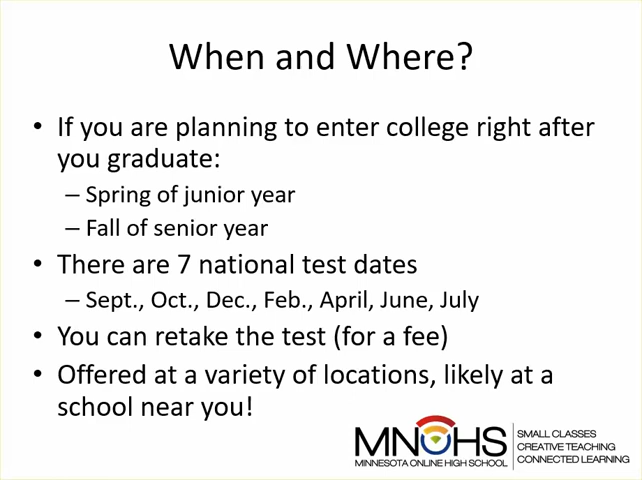 When and Where?
• If you are planning to enter college right after
you graduate:
– Spring of junior year
– Fall of senior year
• There are 7 national test dates
– Sept., Oct., Dec., Feb., April, June, July
• You can retake the test (for a fee)
• Offered at a variety of locations, likely at a
school near you!
MNOHS
MINNESOTA ONLINE HIGH SCHOOL
SMALL CLASSES
CREATIVE TEACHING
CONNECTED LEARNING